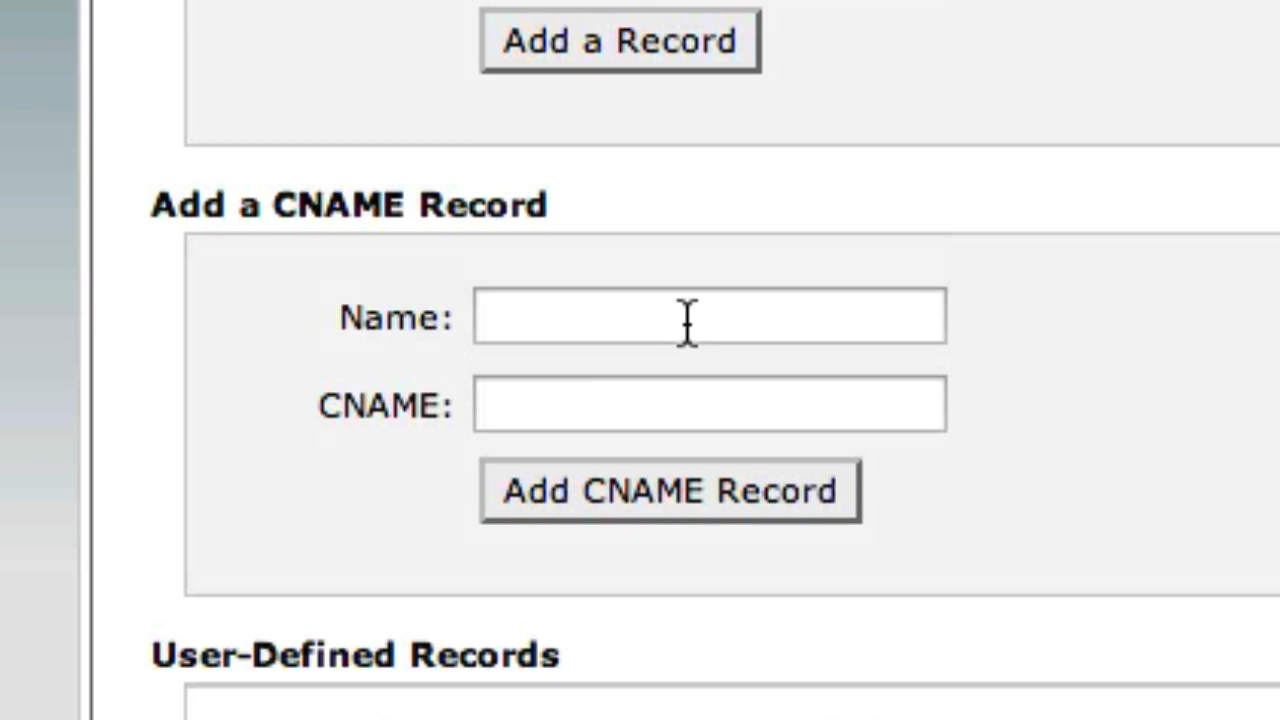 Add a Record
Add a CNAME Record
Name:
CNAME:
Add CNAME Record
User-Defined Records